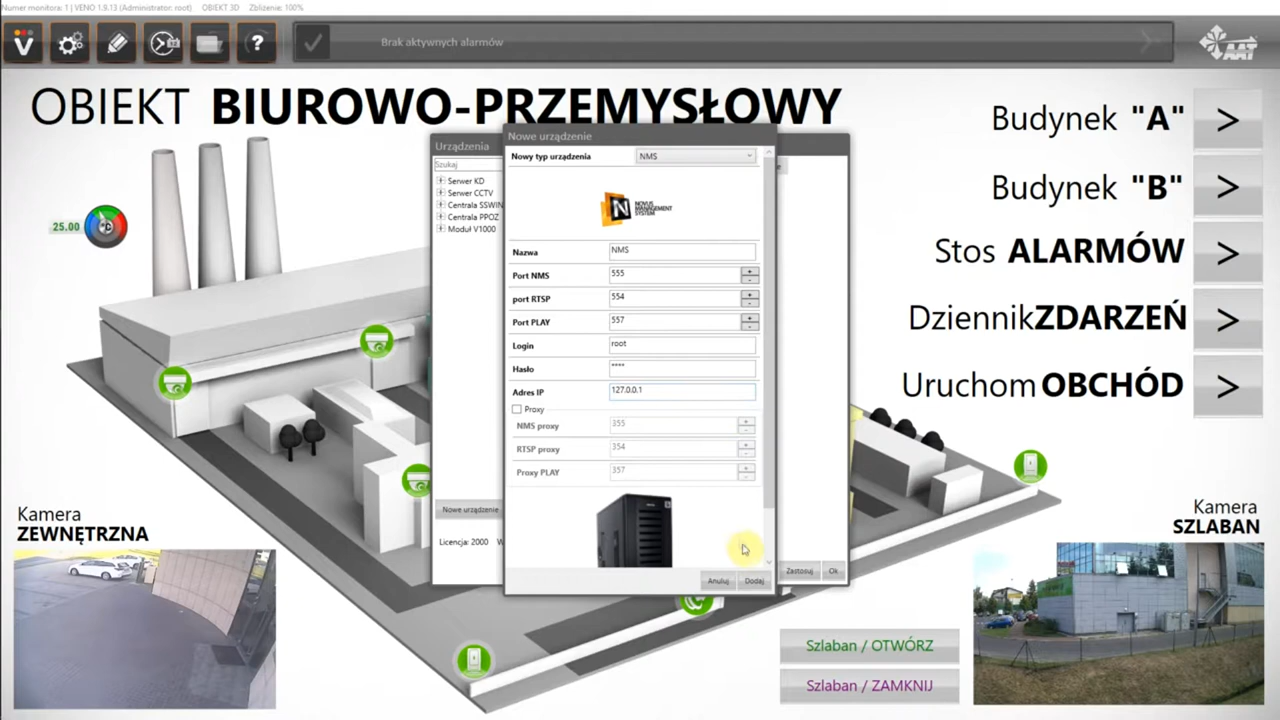 Numer monitora: 1 | VENO 1.9.13 (Administrator: root) OBIEKT 3D Zbliżenie: 100%
V
?
Brak aktywnych alarmów
AAT
OBIEKT BIUROWO-PRZEMYSŁOWY
Budynek "A" >
Budynek "B" >
Stos ALARMÓW >
DziennikZDARZEŃ >
Uruchom OBCHÓD >
25.00
°C
Urządzenia
Szukaj
Serwer KD
Serwer CCTV
Centrala SSWIN
Centrala PPOZ
Moduł V1000
Nowe urządzenie
Licencja: 2000 W
Zastosuj Ok
Nowe urządzenie
Nowy typ urządzenia NMS
N NOVUS
MANAGEMENT
SYSTEM
Nazwa NMS
Port NMS 555
port RTSP 554
Port PLAY 557
Login root
Hasło ****
Adres IP 127.0.0.1
Proxy
NMS proxy 355
RTSP proxy 354
Proxy PLAY 357
Anuluj Dodaj
Kamera
ZEWNĘTRZNA
Kamera
SZLABAN
Szlaban / OTWÓRZ
Szlaban / ZAMKNIJ